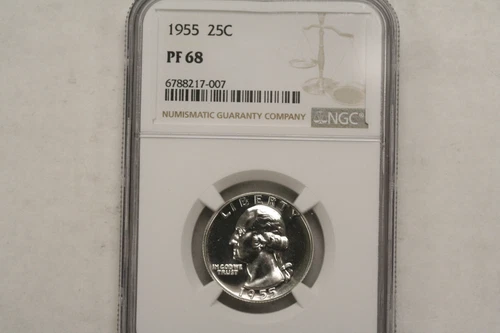 1955 25C
PF 68
6788217-007
NUMISMATIC GUARANTY COMPANY
NGC
LIBERTY
IN GOD WE
TRUST
1955